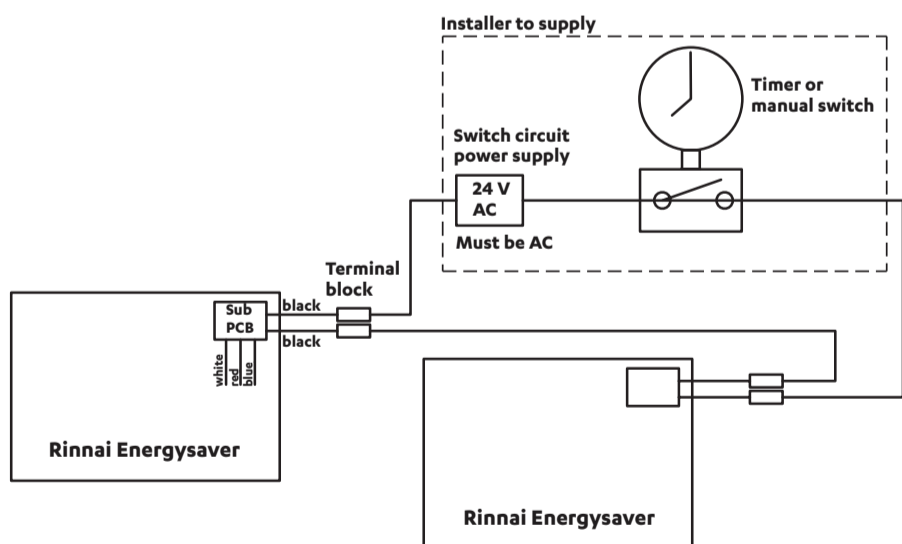 Installer to supply
Timer or
manual switch
Switch circuit
power supply
24 V
AC
Must be AC
Terminal
block
Sub
PCB
black
black
white
red
blue
Rinnai Energysaver
Rinnai Energysaver